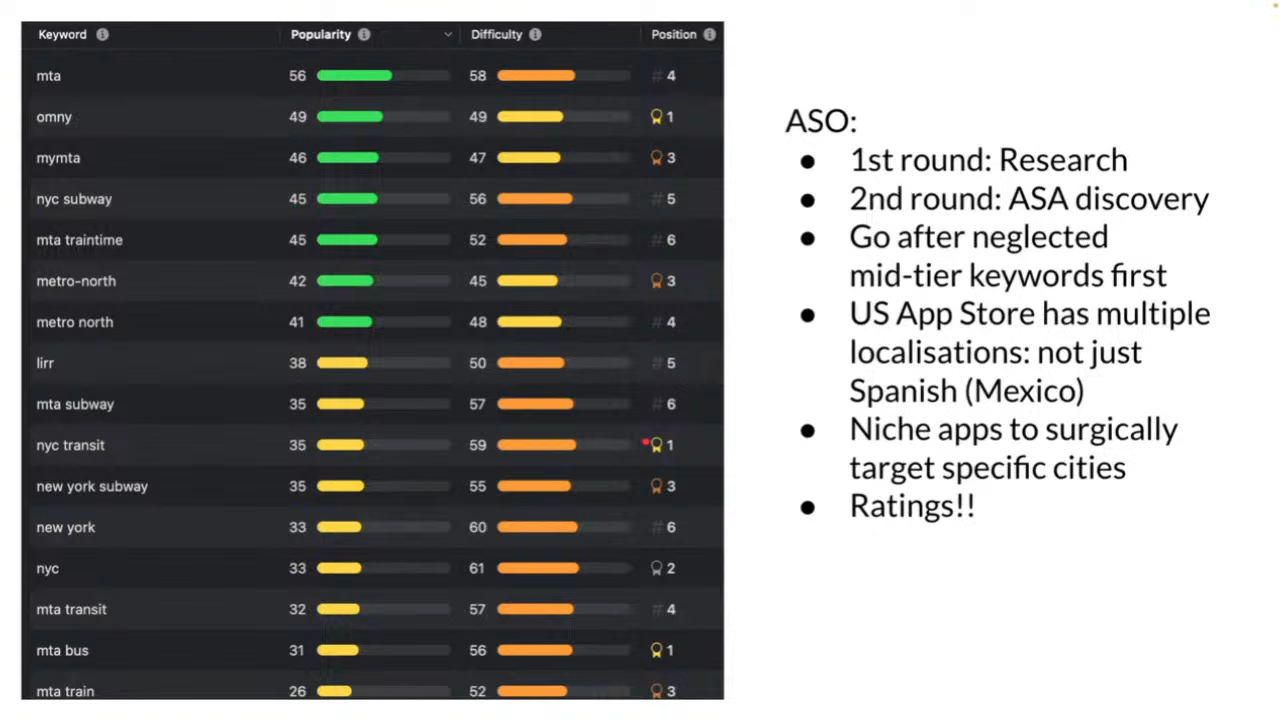 Keyword Popularity Difficulty Position
mta 56 58 #4
omny 49 49 1
mymta 46 47 3
nyc subway 45 56 #5
mta traintime 45 52 #6
metro-north 42 45 3
metro north 41 48 #4
lirr 38 50 #5
mta subway 35 57 #6
nyc transit 35 59 1
new york subway 35 55 3
new york 33 60 #6
nyc 33 61 2
mta transit 32 57 #4
mta bus 31 56 1
mta train 26 52 3
ASO:
● 1st round: Research
● 2nd round: ASA discovery
● Go after neglected
mid-tier keywords first
● US App Store has multiple
localisations: not just
Spanish (Mexico)
● Niche apps to surgically
target specific cities
● Ratings!!